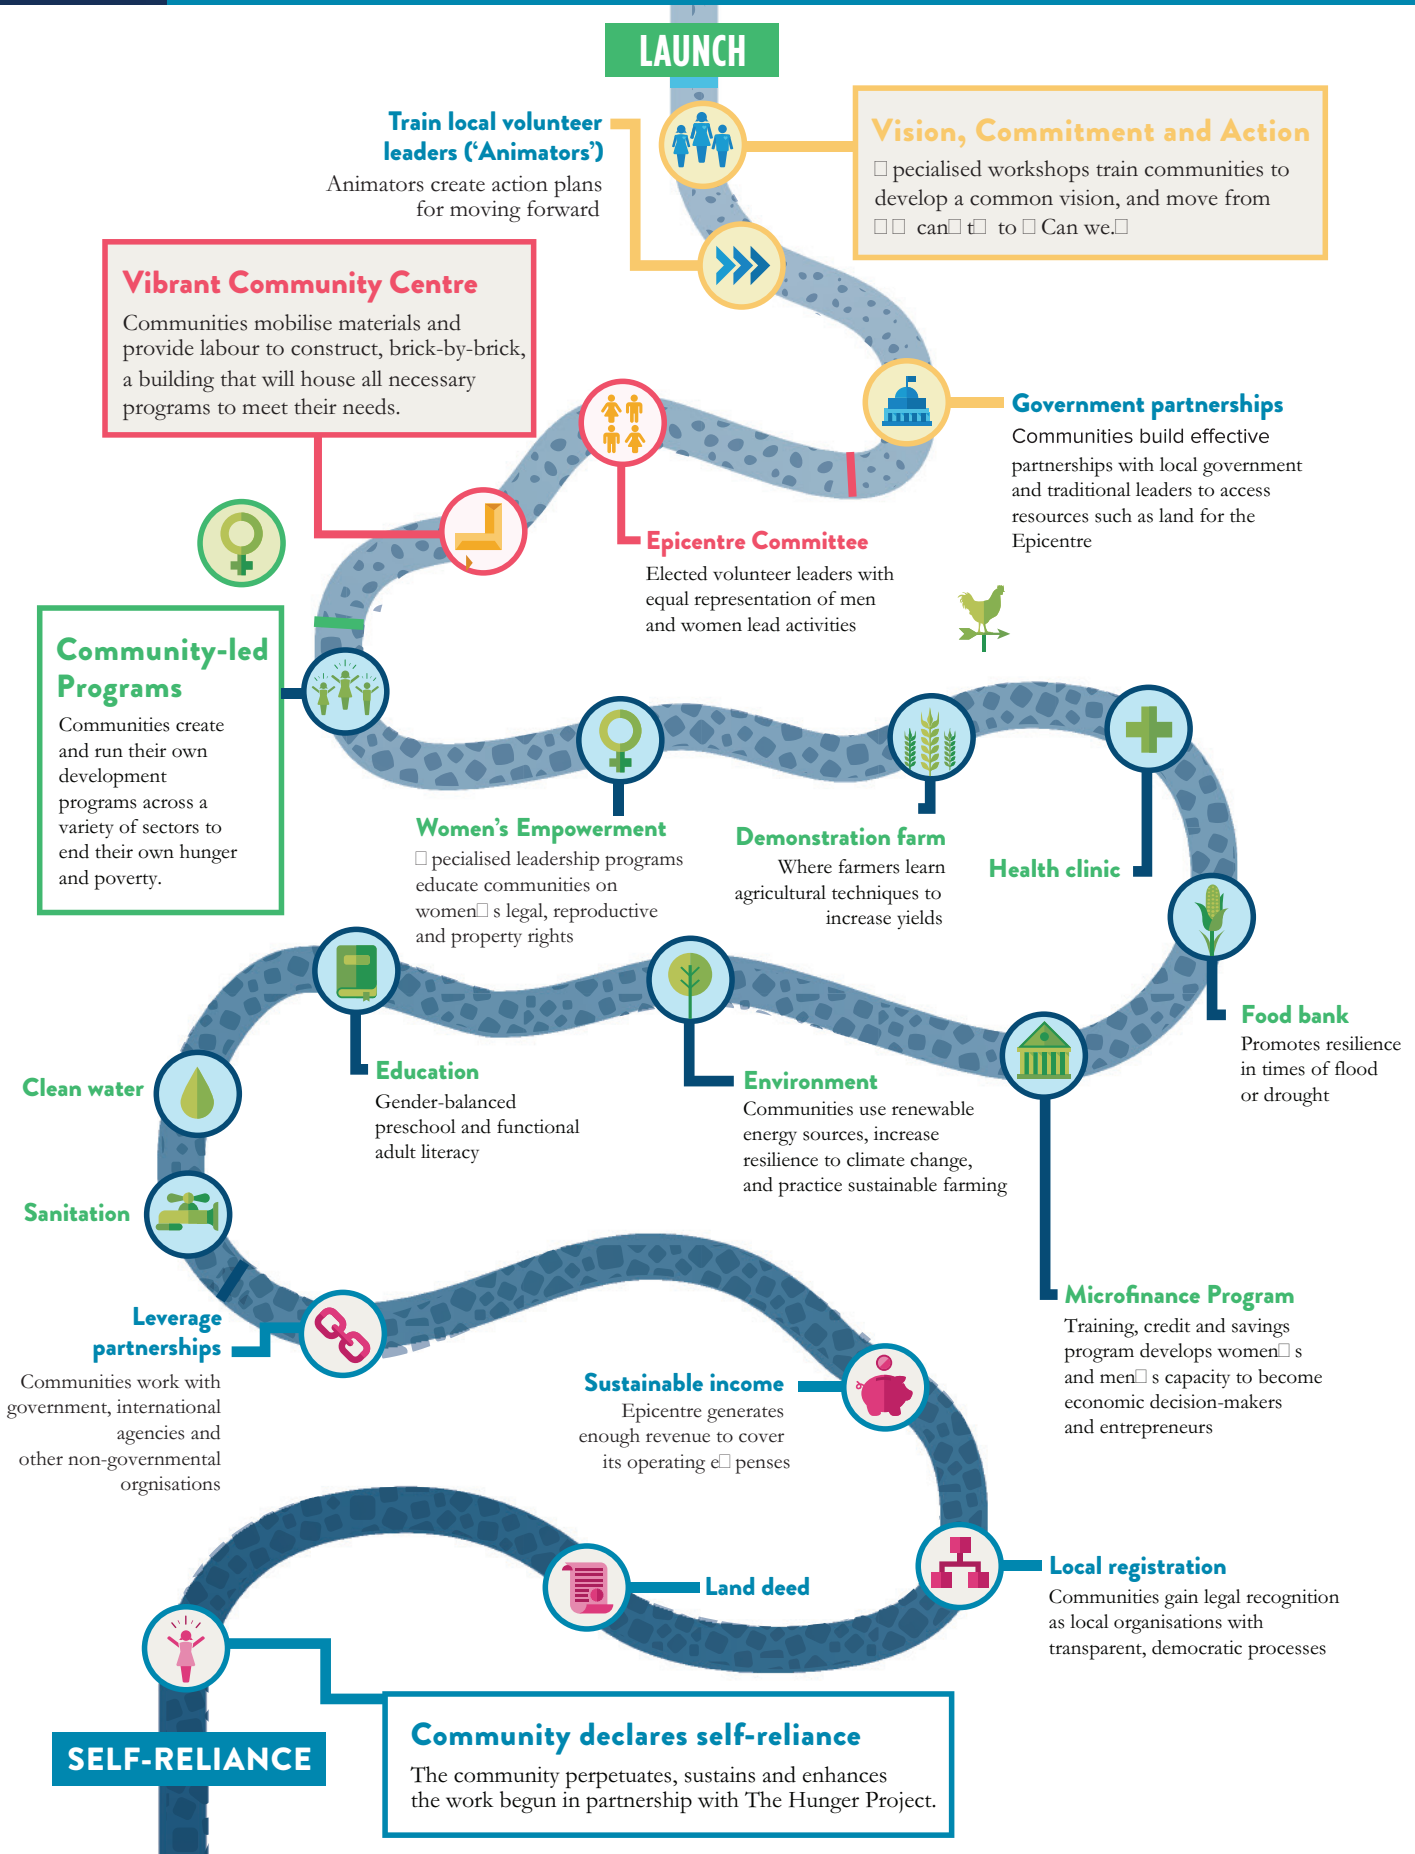 LAUNCH
Train local volunteer
leaders (‘Animators’)
Animators create action plans
for moving forward
Vision, Commitment and Action
□ pecialised workshops train communities to
develop a common vision, and move from
□□ can□ t□ to □ Can we.□
Vibrant Community Centre
Communities mobilise materials and
provide labour to construct, brick-by-brick,
a building that will house all necessary
programs to meet their needs.
Government partnerships
Communities build effective
partnerships with local government
and traditional leaders to access
resources such as land for the
Epicentre
Epicentre Committee
Elected volunteer leaders with
equal representation of men
and women lead activities
Community-led
Programs
Communities create
and run their own
development
programs across a
variety of sectors to
end their own hunger
and poverty.
Women’s Empowerment
□ pecialised leadership programs
educate communities on
women□ s legal, reproductive
and property rights
Demonstration farm
Where farmers learn
agricultural techniques to
increase yields
Health clinic
Food bank
Promotes resilience
in times of flood
or drought
Microfinance Program
Training, credit and savings
program develops women□ s
and men□ s capacity to become
economic decision-makers
and entrepreneurs
Environment
Communities use renewable
energy sources, increase
resilience to climate change,
and practice sustainable farming
Education
Gender-balanced
preschool and functional
adult literacy
Clean water
Sanitation
Leverage
partnerships
Communities work with
government, international
agencies and
other non-governmental
orgnisations
Sustainable income
Epicentre generates
enough revenue to cover
its operating e□ penses
Local registration
Communities gain legal recognition
as local organisations with
transparent, democratic processes
Land deed
Community declares self-reliance
The community perpetuates, sustains and enhances
the work begun in partnership with The Hunger Project.
SELF-RELIANCE